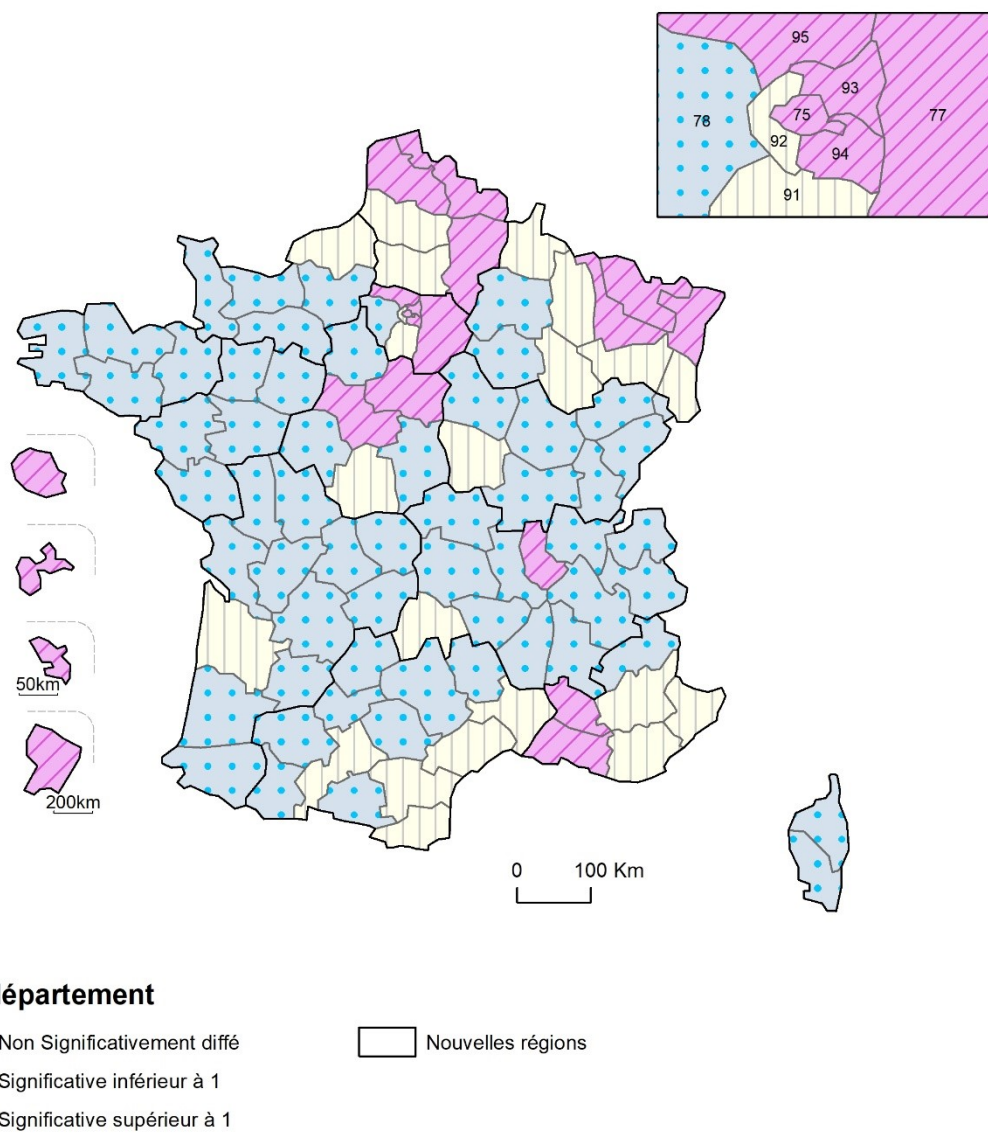 95
93
75
77
78
92
94
91
50km
200km
0 100 Km
département
Non Significativement diffé
Nouvelles régions
Significative inférieur à 1
Significative supérieur à 1